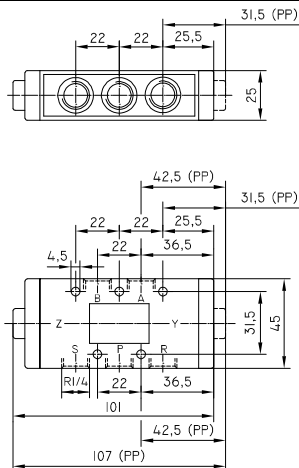 31,5 (PP)
22 22 25,5
25
42,5 (PP)
31,5 (PP)
22 22 25,5
4,5 22 36,5
B A
Z Y
31,5
45
S P R
R1/4 22 36,5
101
42,5 (PP)
107 (PP)